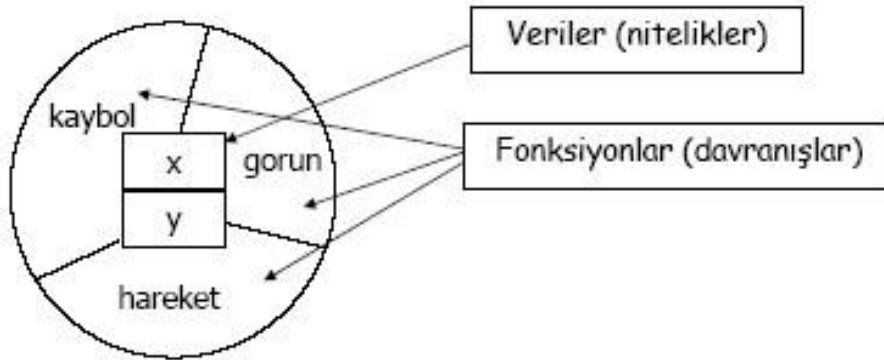 Veriler (nitelikler)
kaybol
x
gorun
Fonksiyonlar (davranışlar)
y
hareket